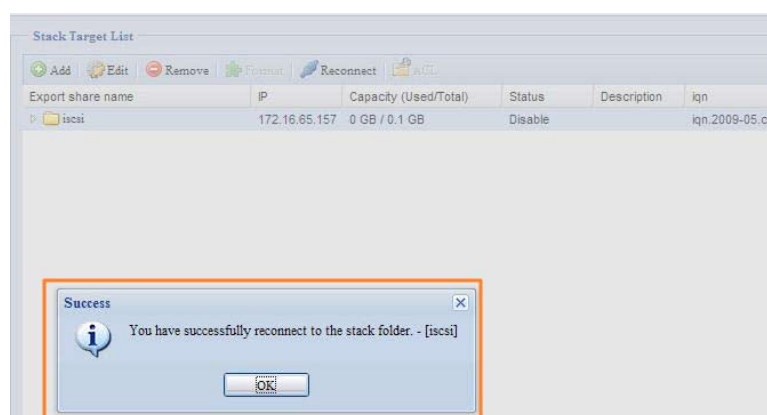 Stack Target List
Add Edit Remove Format Reconnect ACL
Export share name IP Capacity (Used/Total) Status Description iqn
iscsi 172.16.65.157 0 GB / 0.1 GB Disable iqn.2009-05.c
Success
You have successfully reconnect to the stack folder. - [iscsi]
OK